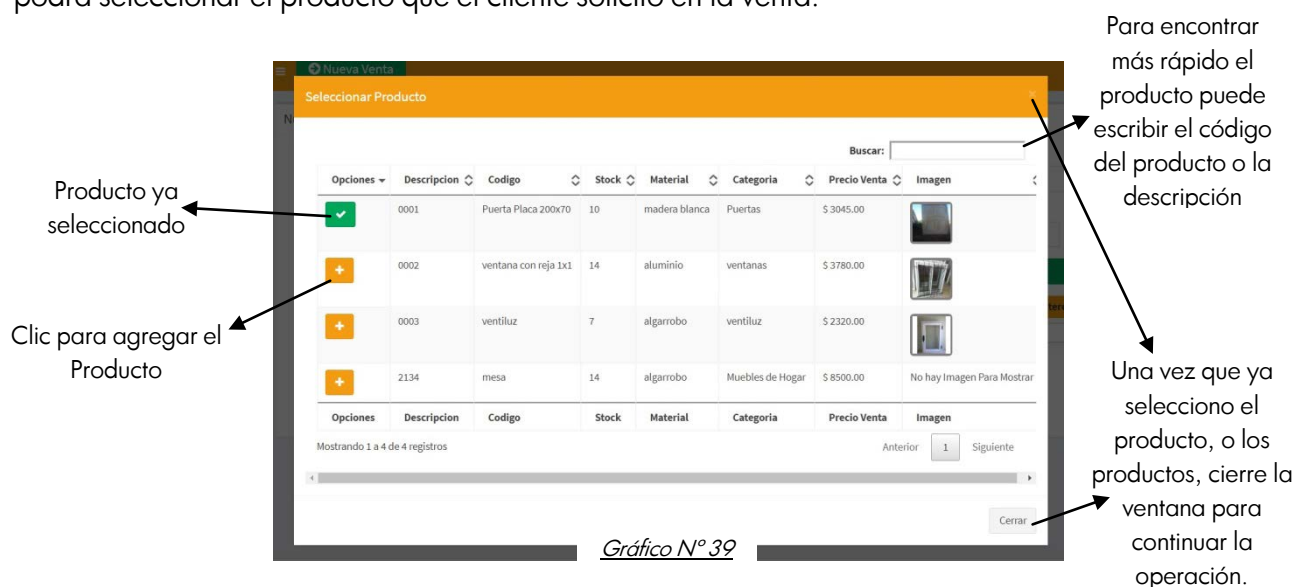 podrá seleccionar el producto que el cliente solicito en la venta.
Para encontrar
más rápido el
producto puede
escribir el código
del producto o la
descripción
Nueva Venta
Seleccionar Producto
×
Buscar:
Opciones Descripcion Codigo Stock Material Categoria Precio Venta Imagen
0001 Puerta Placa 200x70 10 madera blanca Puertas $ 3045.00
0002 ventana con reja 1x1 14 aluminio ventanas $ 3780.00
0003 ventiluz 7 algarrobo ventiluz $ 2320.00
2134 mesa 14 algarrobo Muebles de Hogar $ 8500.00 No hay Imagen Para Mostrar
Opciones Descripcion Codigo Stock Material Categoria Precio Venta Imagen
Mostrando 1 a 4 de 4 registros
Anterior 1 Siguiente
Cerrar
Producto ya
seleccionado
Clic para agregar el
Producto
Una vez que ya
selecciono el
producto, o los
productos, cierre la
ventana para
continuar la
operación.
Gráfico N° 39